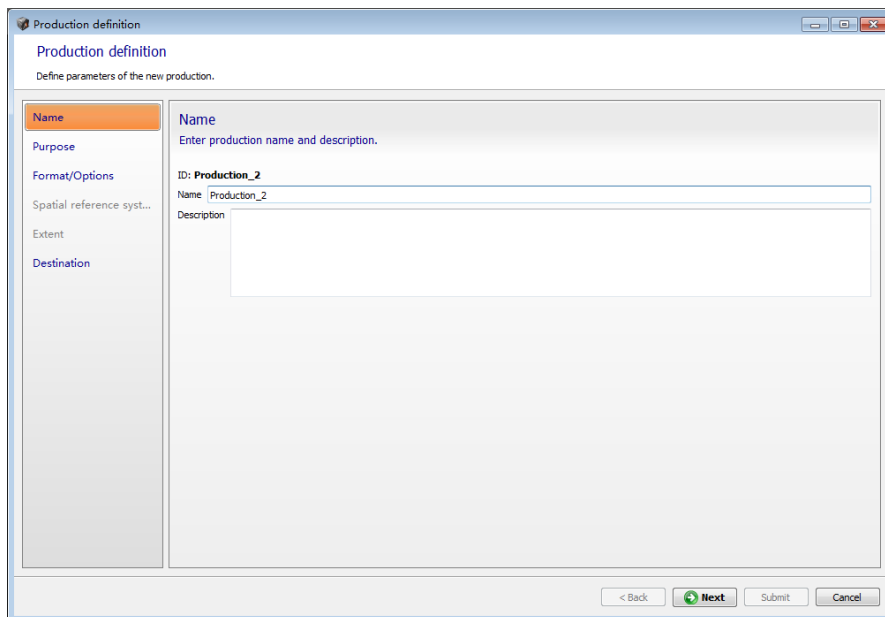 Production definition
Production definition
Define parameters of the new production.
Name
Purpose
Format/Options
Spatial reference syst...
Extent
Destination
Name
Enter production name and description.
ID: Production_2
Name Production_2
Description
< Back Next Submit Cancel